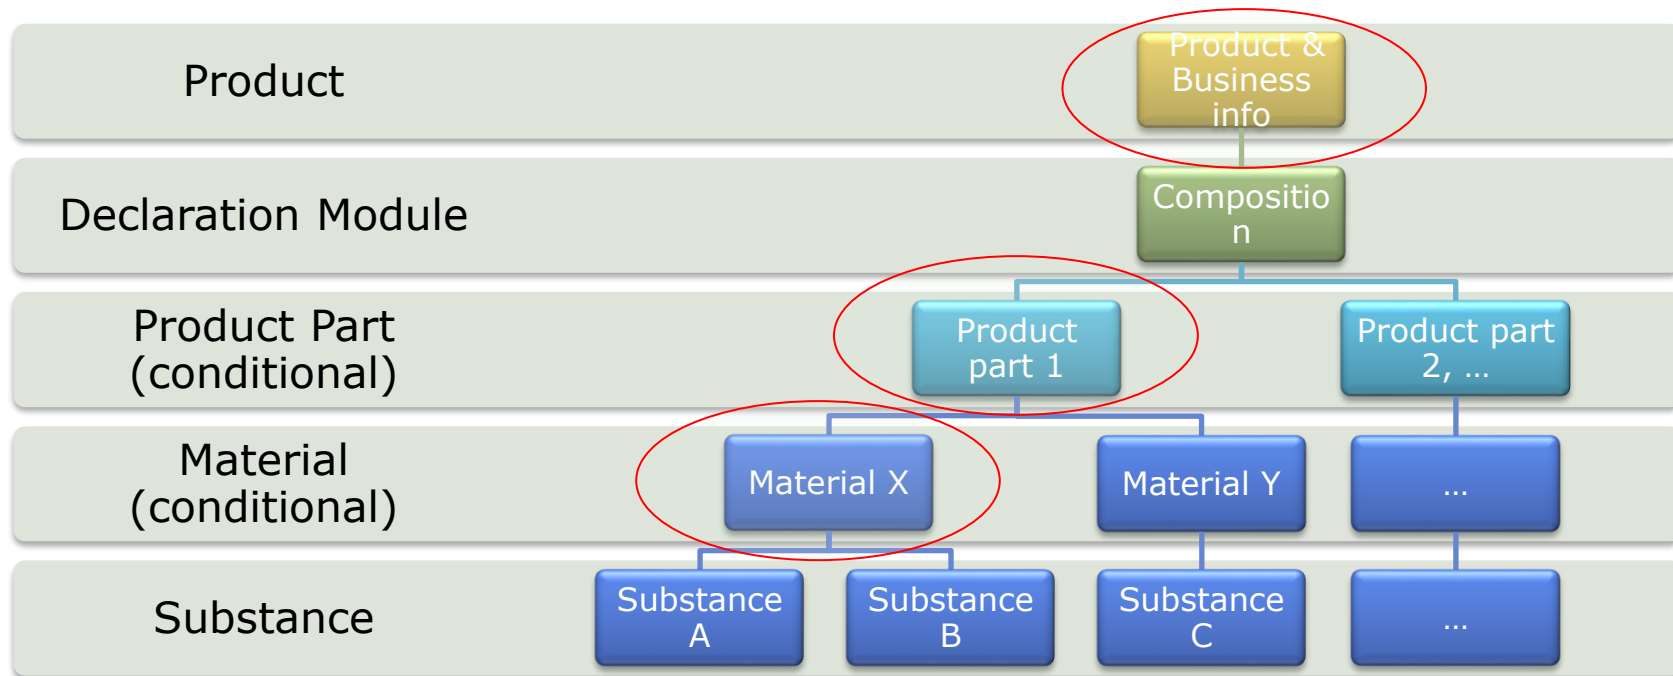 Product
Product &
Business
info
Declaration Module
Compositio
n
Product Part
(conditional)
Product
part 1
Product part
2, ...
Material
(conditional)
Material X
Material Y
...
Substance
Substance
A
Substance
B
Substance
C
...